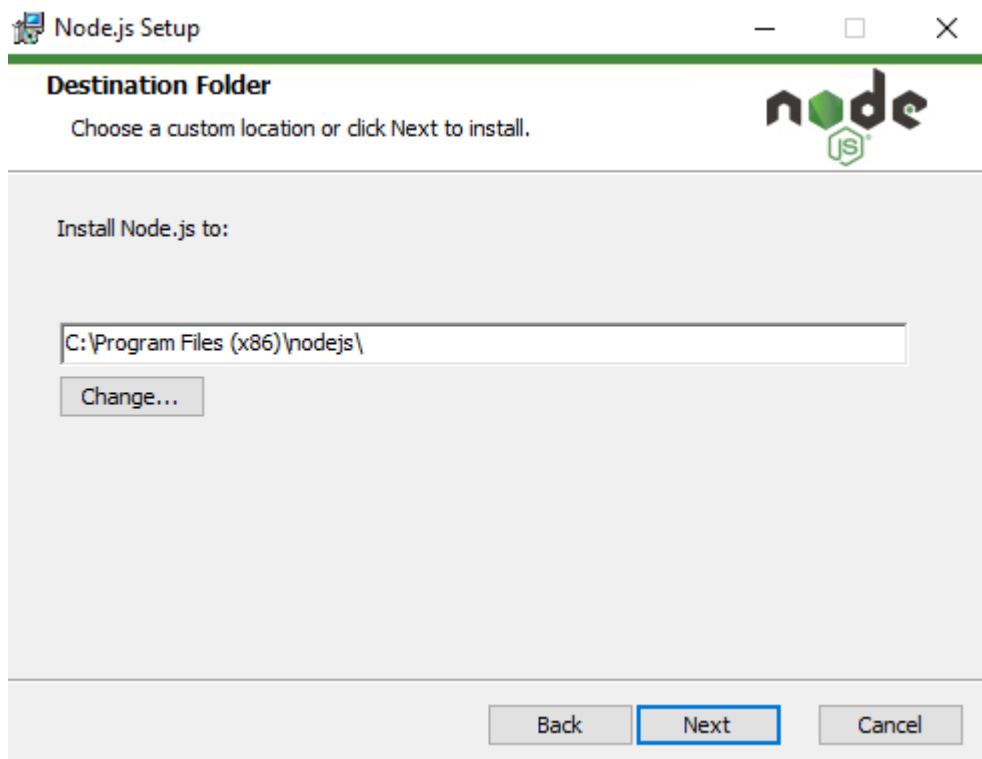 Node.js Setup
Destination Folder
Choose a custom location or click Next to install.
node
JS
Install Node.js to:
C:\Program Files (x86)\nodejs\
Change...
Back Next Cancel